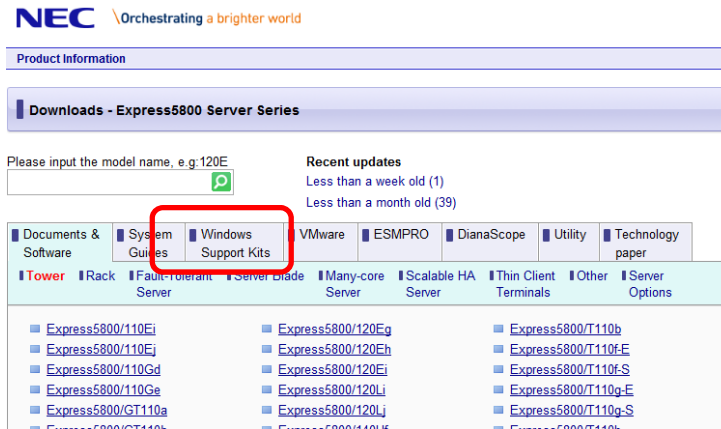 NEC \Orchestrating a brighter world
Product Information
Downloads - Express5800 Server Series
Please input the model name, e.g:120E
Recent updates
Less than a week old (1)
Less than a month old (39)
Documents & Software
System Guides
Windows Support Kits
VMware
ESMPRO
DianaScope
Utility
Technology paper
Tower
Rack
Fault-Tolerant Server
Server Blade
Many-core Server
Scalable HA Server
Thin Client Terminals
Other
Server Options
Express5800/110Ei
Express5800/120Eg
Express5800/T110b
Express5800/110Ej
Express5800/120Eh
Express5800/T110f-E
Express5800/110Gd
Express5800/120Ei
Express5800/T110f-S
Express5800/110Ge
Express5800/120Li
Express5800/T110g-E
Express5800/GT110a
Express5800/120Lj
Express5800/T110g-S